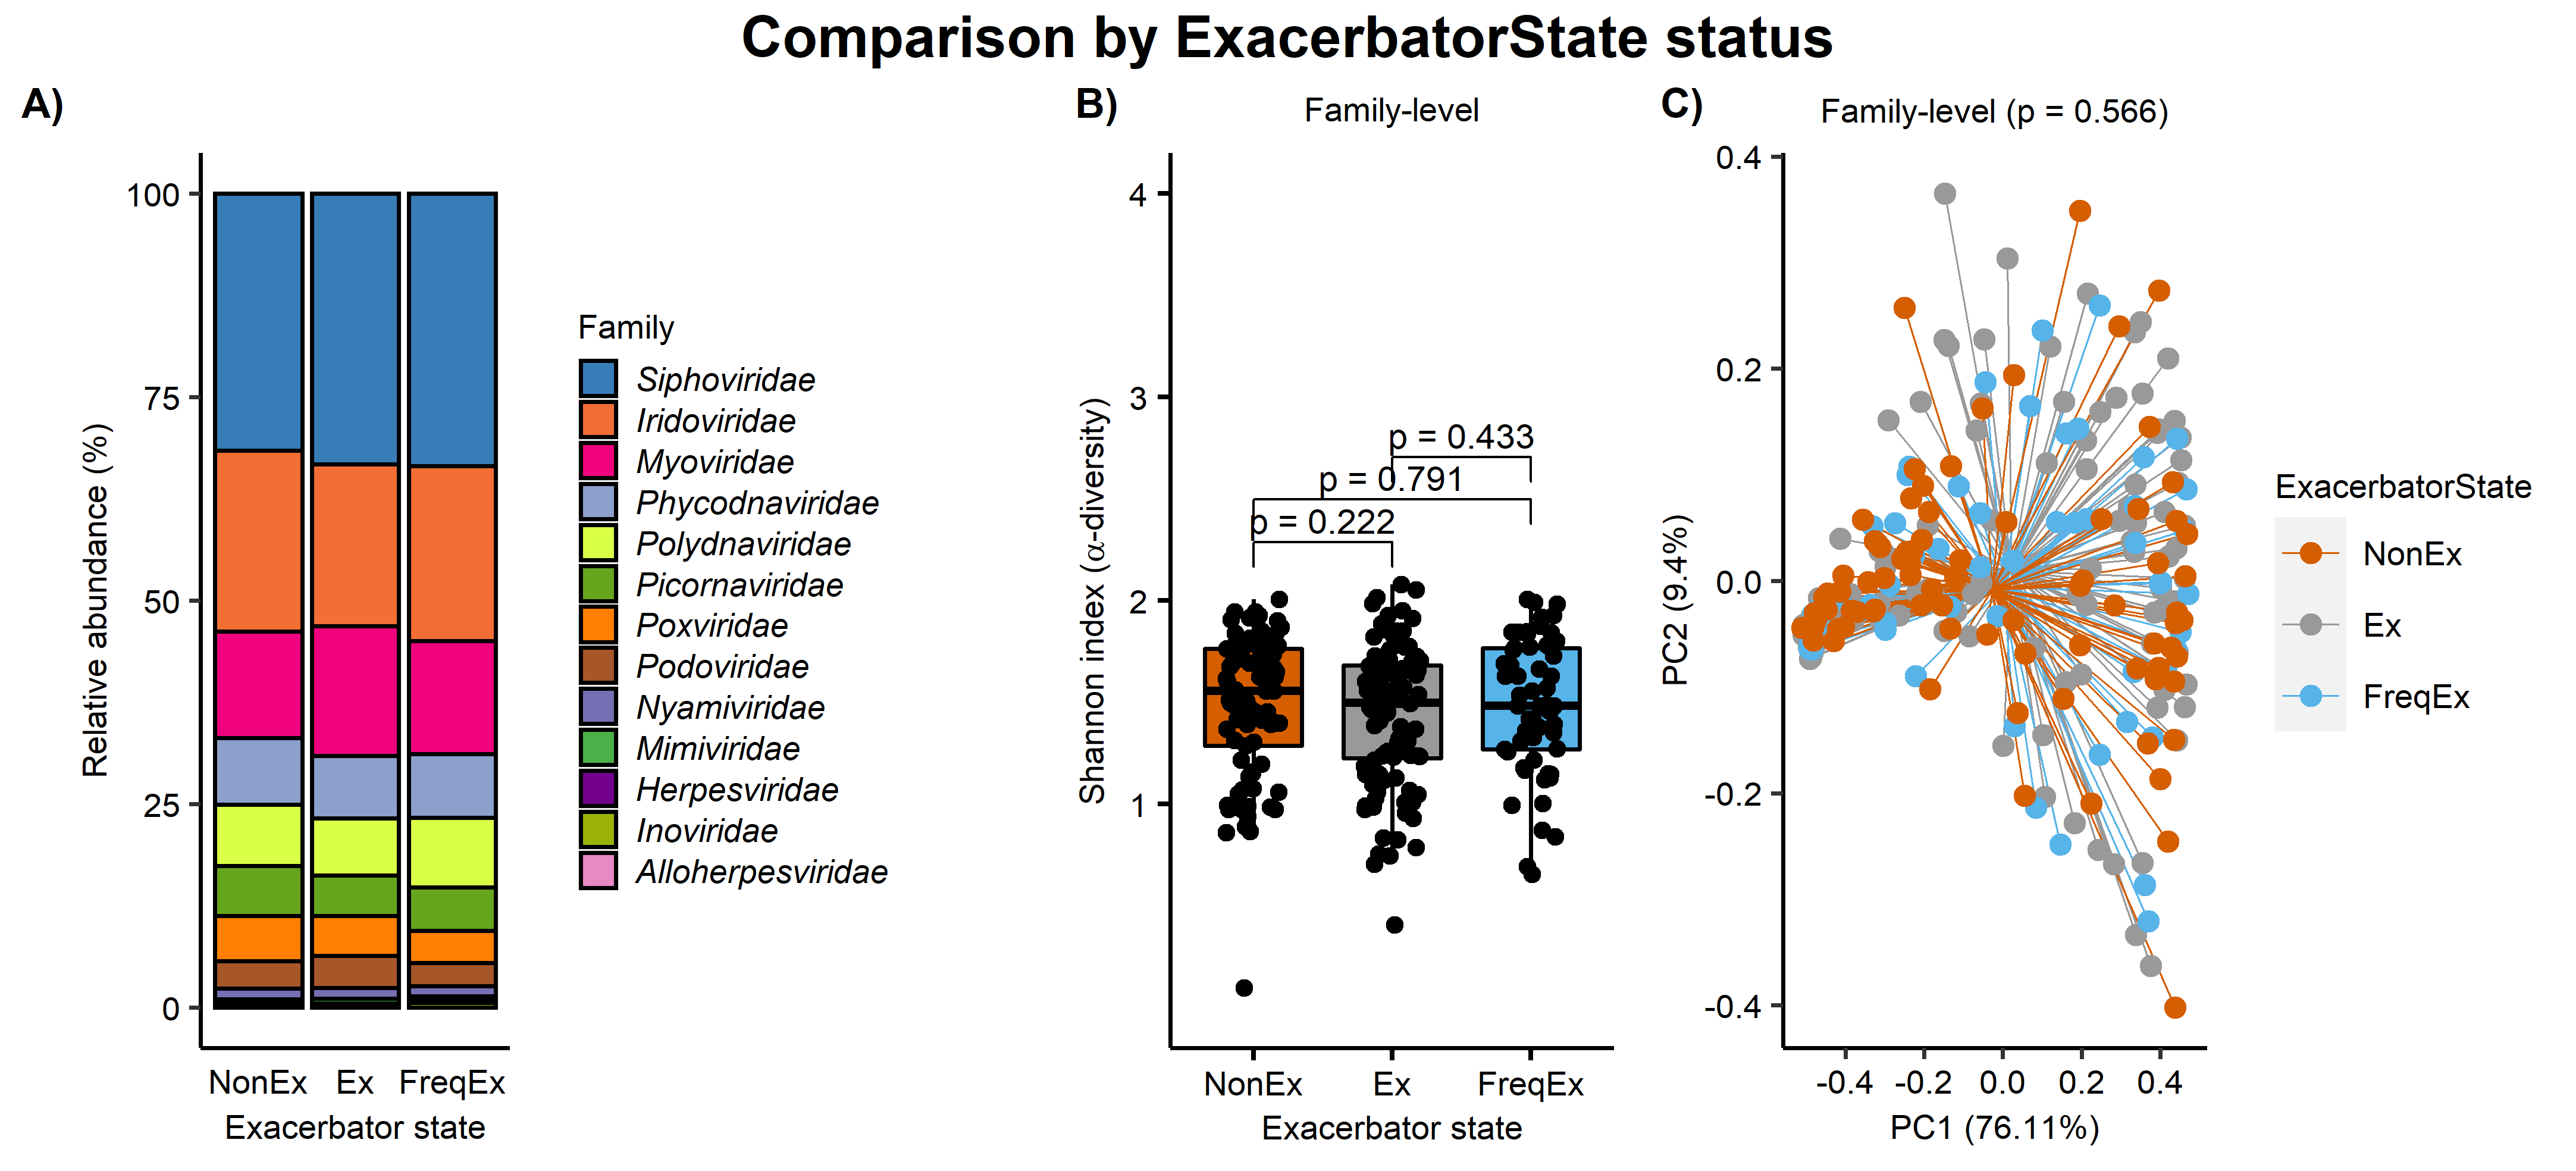 Comparison by ExacerbatorState status
A)
100
75
50
25
0
Relative abundance (%)
NonEx Ex FreqEx
Exacerbator state
Family
Siphoviridae
Iridoviridae
Myoviridae
Phycodnaviridae
Polydnaviridae
Picornaviridae
Poxviridae
Podoviridae
Nyamiviridae
Mimiviridae
Herpesviridae
Inoviridae
Alloherpesviridae
B)
Family-level
4
3
2
1
Shannon index (α-diversity)
p = 0.433
p = 0.791
p = 0.222
NonEx Ex FreqEx
Exacerbator state
C)
Family-level (p = 0.566)
0.4
0.2
0.0
-0.2
-0.4
PC2 (9.4%)
-0.4 -0.2 0.0 0.2 0.4
PC1 (76.11%)
ExacerbatorState
NonEx
Ex
FreqEx